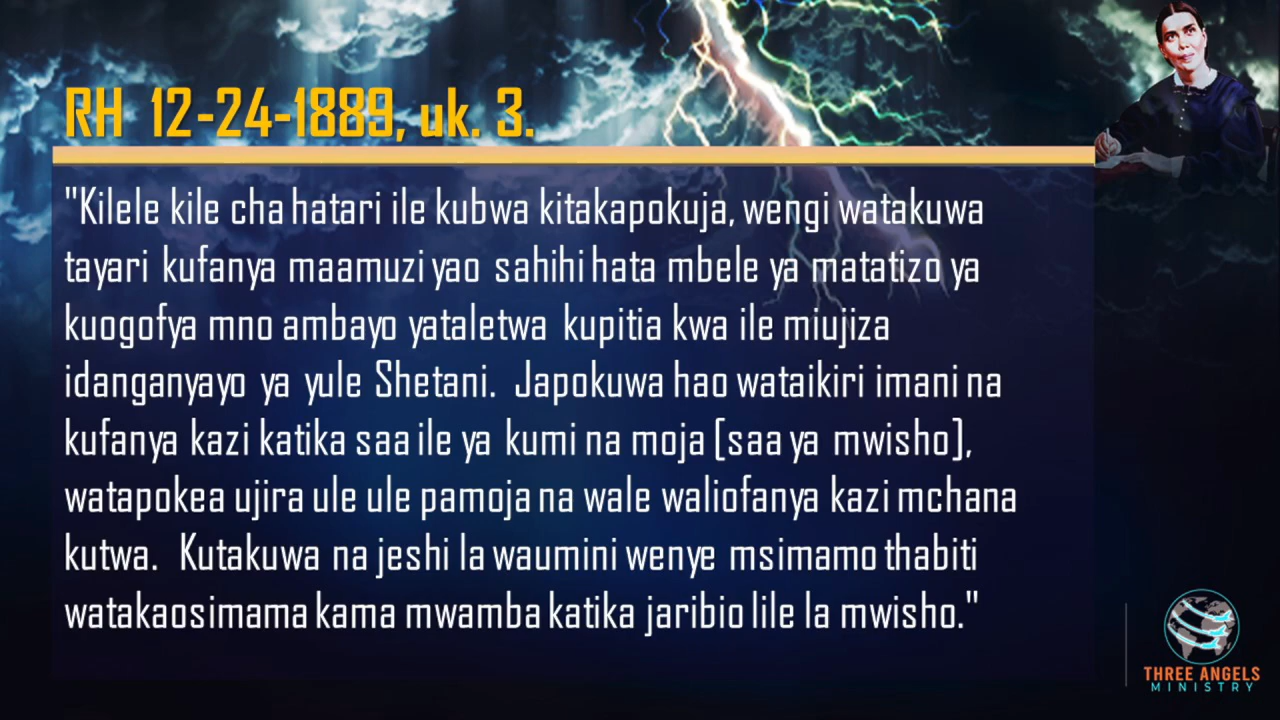 RH 12-24-1889, uk. 3.
"Kilele kile cha hatari ile kubwa kitakapokuja, wengi watakuwa
tayari kufanya maamuzi yao sahihi hata mbele ya matatizo ya
kuogofya mno ambayo yataletwa kupitia kwa ile miujiza
idanganyayo ya yule Shetani. Japokuwa hao wataikiri imani na
kufanya kazi katika saa ile ya kumi na moja [saa ya mwisho],
watapokea ujira ule ule pamoja na wale waliofanya kazi mchana
kutwa. Kutakuwa na jeshi la waumini wenye msimamo thabiti
watakaosimama kama mwamba katika jaribio lile la mwisho."
THREE ANGELS
MINISTRY